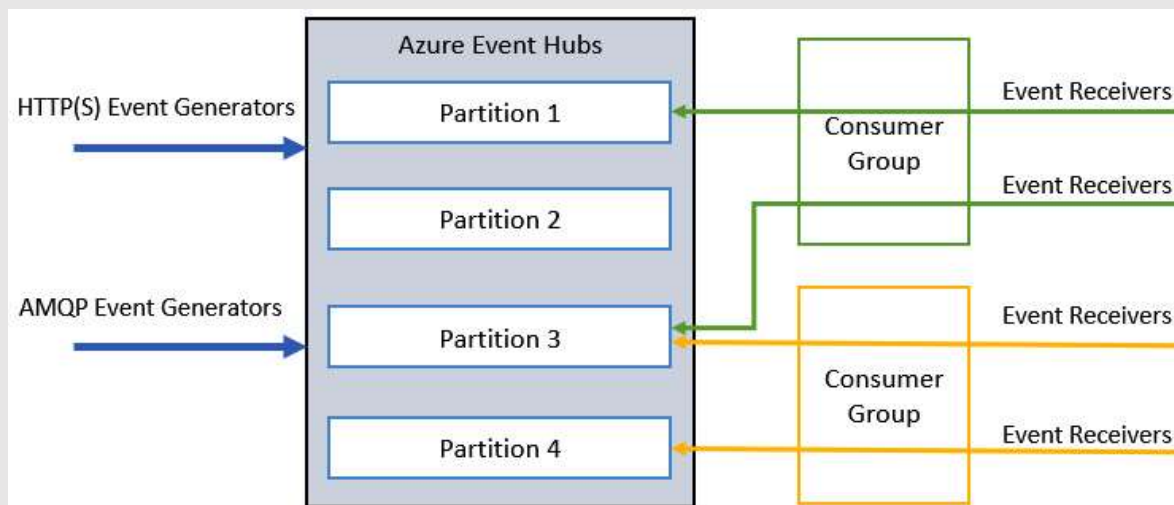 Azure Event Hubs
HTTP(S) Event Generators
AMQP Event Generators
Partition 1
Partition 2
Partition 3
Partition 4
Consumer
Group
Consumer
Group
Event Receivers
Event Receivers
Event Receivers
Event Receivers